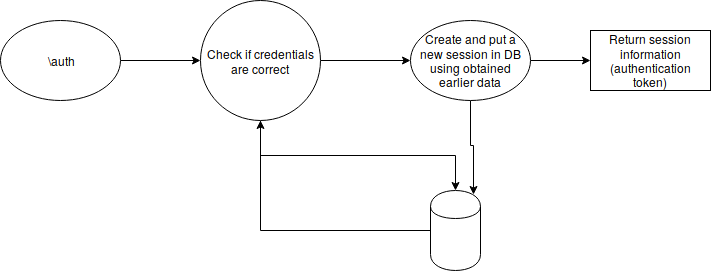 \auth
Check if credentials
are correct
Create and put a
new session in DB
using obtained
earlier data
Return session
information
(authentication
token)